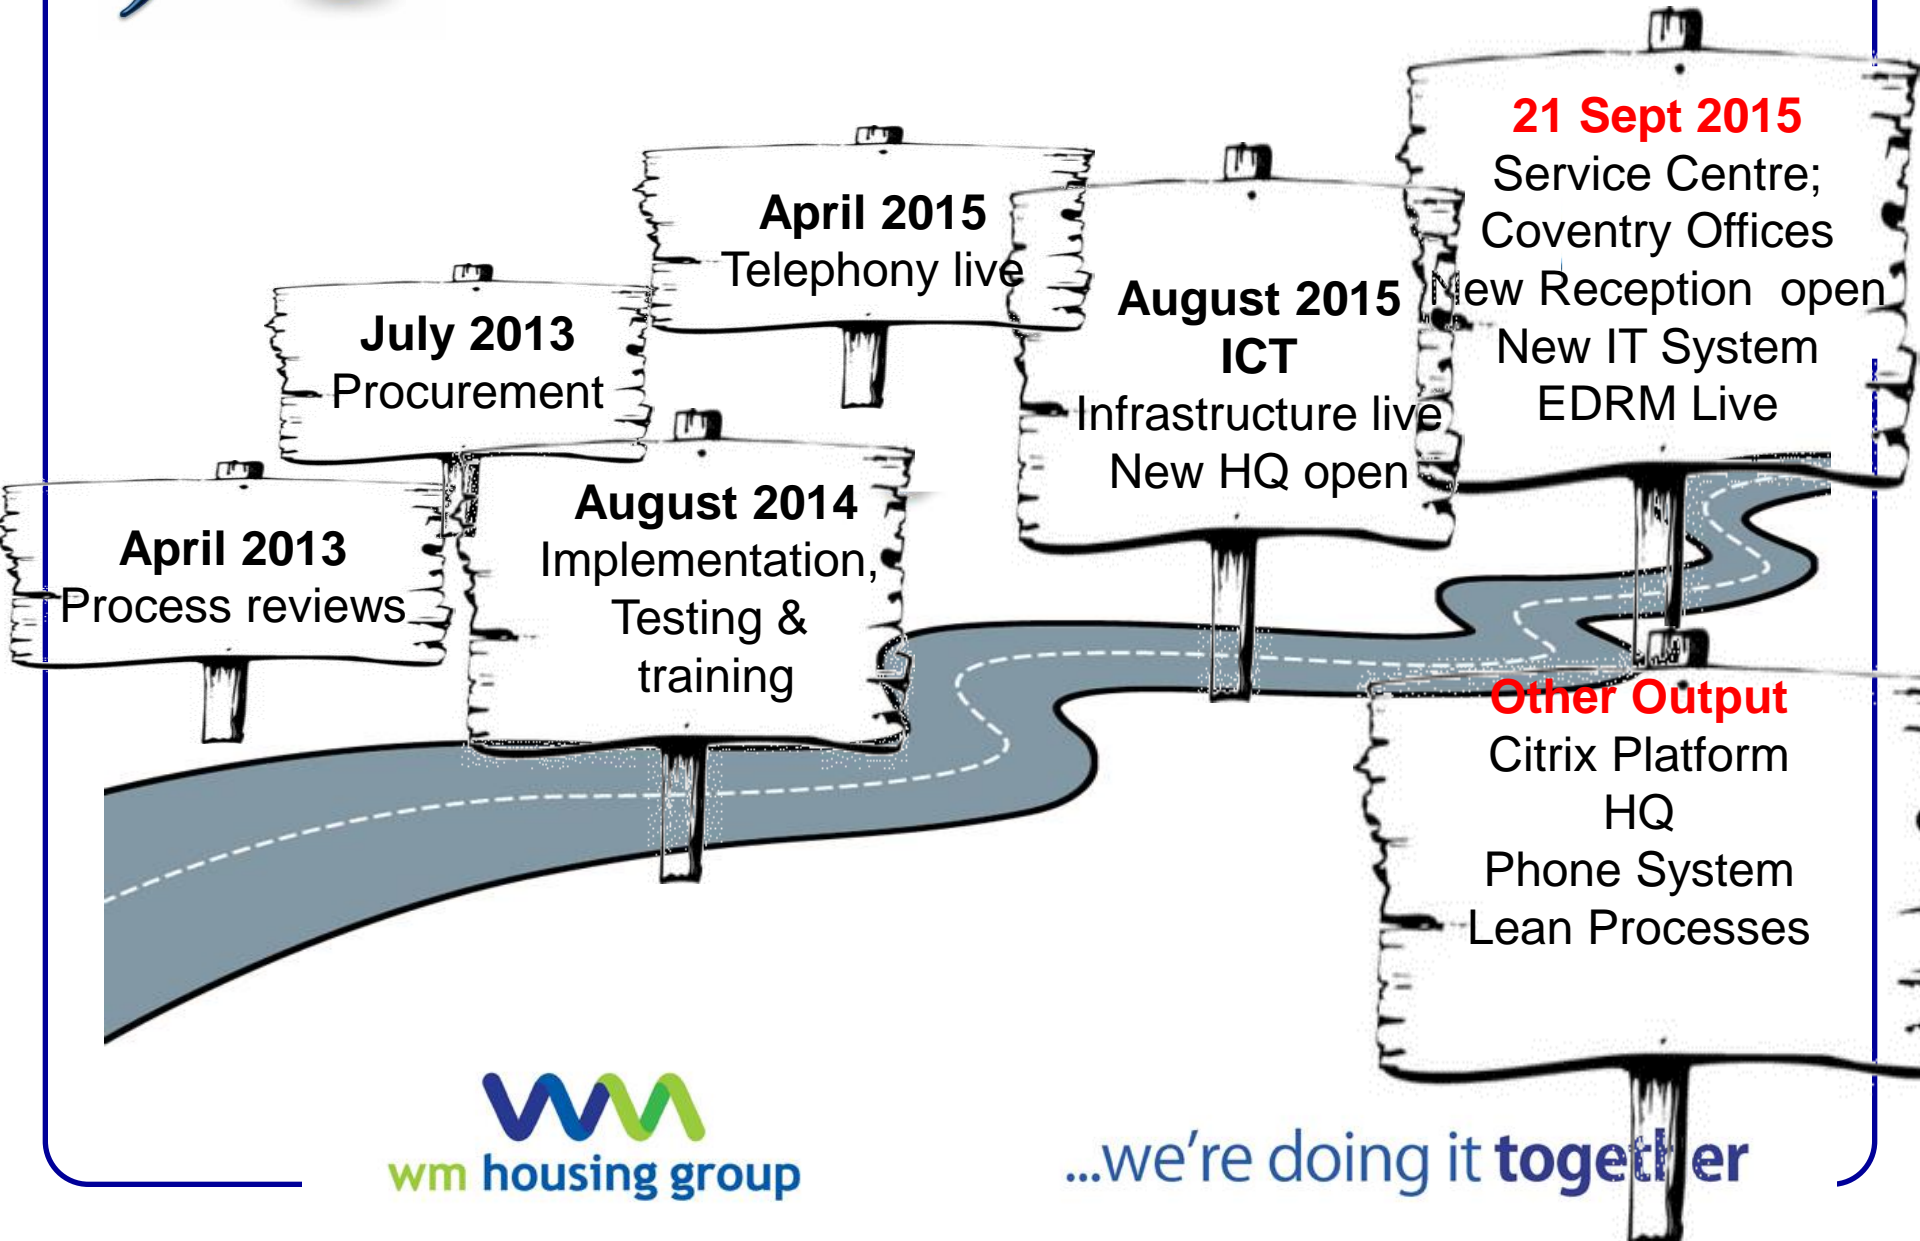 April 2013
Process reviews
July 2013
Procurement
August 2014
Implementation,
Testing &
training
April 2015
Telephony live
August 2015
ICT
Infrastructure live
New HQ open
21 Sept 2015
Service Centre;
Coventry Offices
New Reception  open
New IT System
EDRM Live
Other Output
Citrix Platform
HQ
Phone System
Lean Processes
wm housing group
...we're doing it together